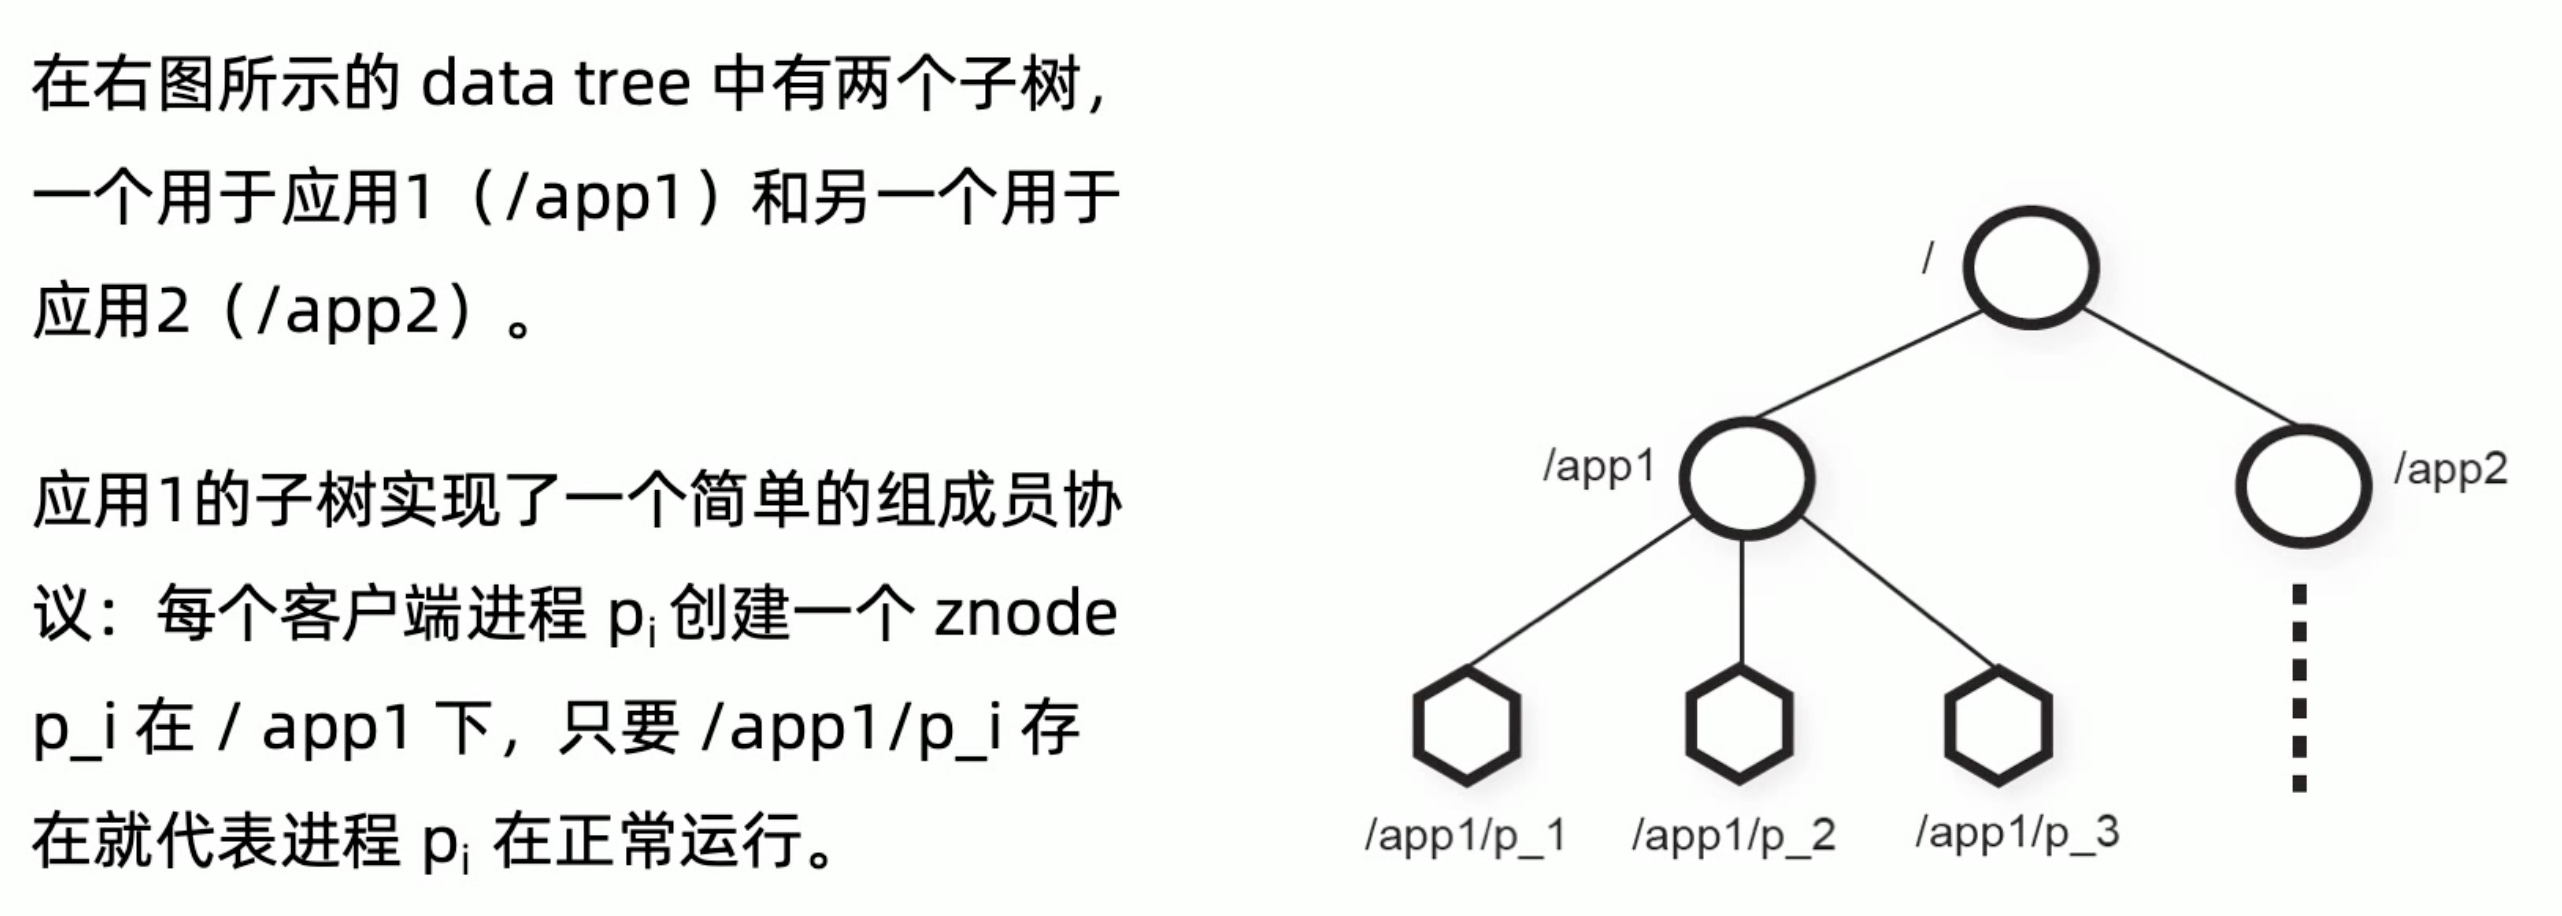 在右图所示的 data tree 中有两个子树，
一个用于应用1（/app1）和另一个用于
应用2（/app2）。
应用1的子树实现了一个简单的组成员协
议：每个客户端进程 pi 创建一个 znode
p_i 在 / app1 下，只要 /app1/p_i 存
在就代表进程 pi 在正常运行。
/
/app1
/app2
/app1/p_1
/app1/p_2
/app1/p_3